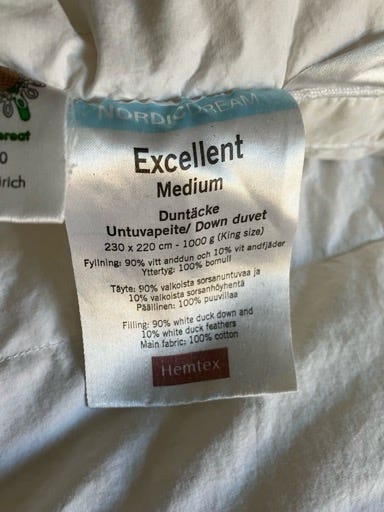 NORDIC DREAM
Excellent
Medium
Duntäcke
Untuvapeite/ Down duvet
230 x 220 cm - 1000 g (King size)
Fyllning: 90% vitt anddun och 10% vit andfjäder
Yttertyg: 100% bomull
Täyte: 90% valkoista sorsanuntuvaa ja
10% valkoista sorsanhöyhentä
Päällinen: 100% puuvillaa
Filling: 90% white duck down and
10% white duck feathers
Main fabric: 100% cotton
Hemtex
0